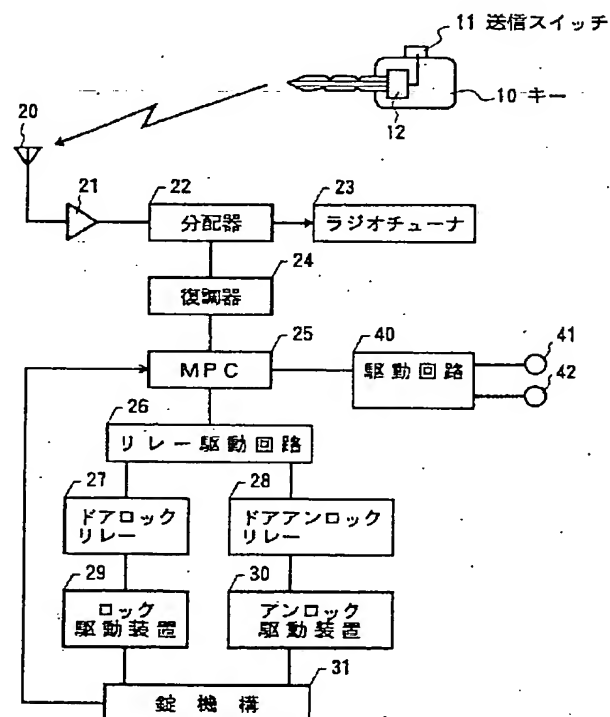 11 送信スイッチ
10 キー
12
20
21
22
分配器
23
ラジオチューナ
24
復調器
25
MPC
40
駆動回路
41
42
26
リレー駆動回路
27
ドアロック
リレー
28
ドアアンロック
リレー
29
ロック
駆動装置
30
アンロック
駆動装置
31
錠機構